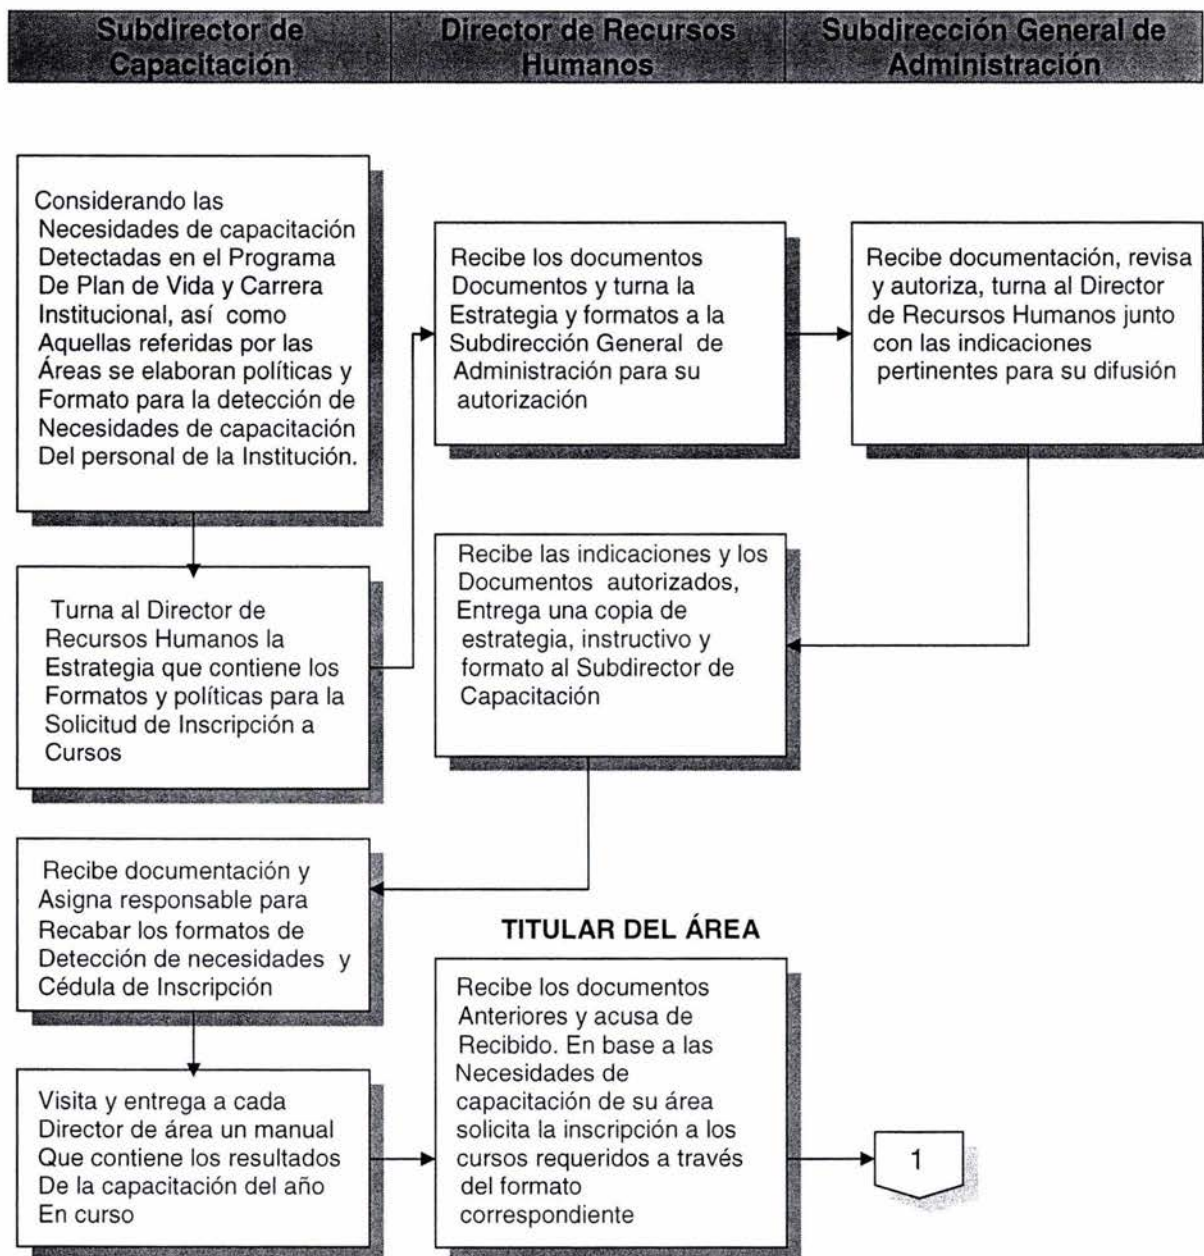 Subdirector de
Capacitación
Director de Recursos
Humanos
Subdirección General de
Administración
Considerando las
Necesidades de capacitación
Detectadas en el Programa
De Plan de Vida y Carrera
Institucional, así como
Aquellas referidas por las
Áreas se elaboran políticas y
Formato para la detección de
Necesidades de capacitación
Del personal de la Institución.
Recibe los documentos
Documentos y turna la
Estrategia y formatos a la
Subdirección General de
Administración para su
autorización
Recibe documentación, revisa
y autoriza, turna al Director
de Recursos Humanos junto
con las indicaciones
pertinentes para su difusión
Turna al Director de
Recursos Humanos la
Estrategia que contiene los
Formatos y políticas para la
Solicitud de Inscripción a
Cursos
Recibe las indicaciones y los
Documentos autorizados,
Entrega una copia de
estrategia, instructivo y
formato al Subdirector de
Capacitación
Recibe documentación y
Asigna responsable para
Recabar los formatos de
Detección de necesidades y
Cédula de Inscripción
TITULAR DEL ÁREA
Visita y entrega a cada
Director de área un manual
Que contiene los resultados
De la capacitación del año
En curso
Recibe los documentos
Anteriores y acusa de
Recibido. En base a las
Necesidades de
capacitación de su área
solicita la inscripción a los
cursos requeridos a través
del formato
correspondiente
1